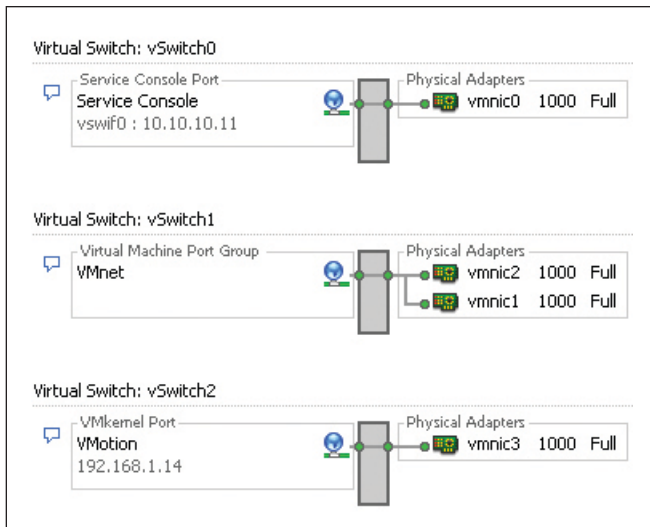 Virtual Switch: vSwitch0
Service Console Port
Physical Adapters
Service Console
vmnic0 1000 Full
vswif0 : 10.10.10.11
Virtual Switch: vSwitch1
Virtual Machine Port Group
Physical Adapters
VMnet
vmnic2 1000 Full
vmnic1 1000 Full
Virtual Switch: vSwitch2
VMkernel Port
Physical Adapters
VMotion
vmnic3 1000 Full
192.168.1.14